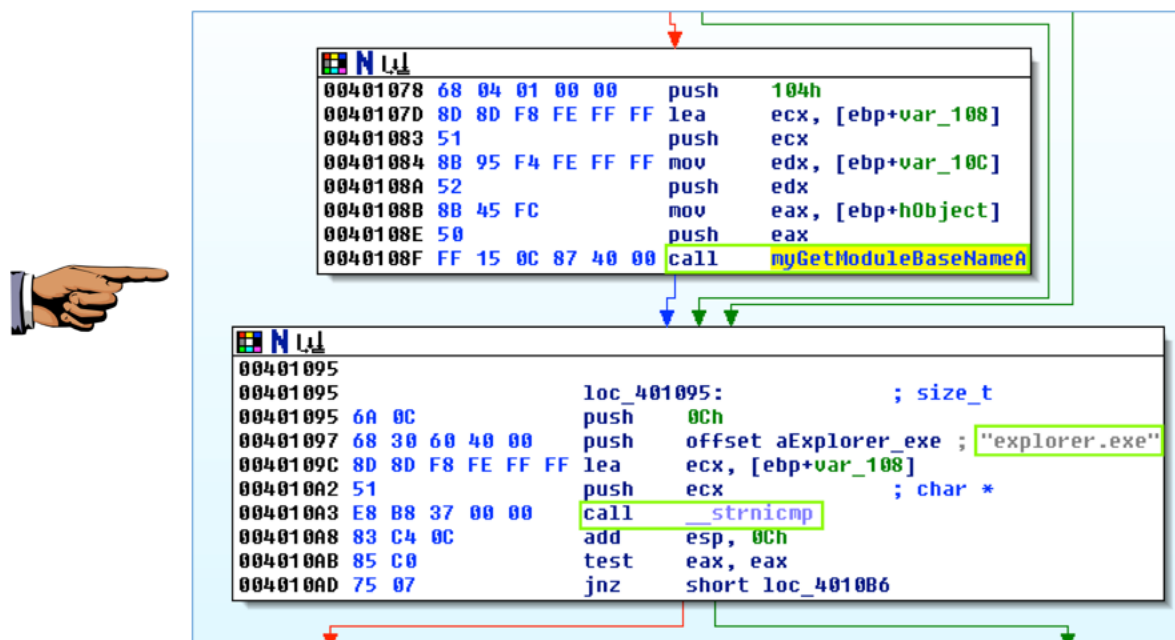 N
00401078 68 04 01 00 00 push 104h
0040107D 8D 8D F8 FE FF FF lea ecx, [ebp+var_108]
00401083 51 push ecx
00401084 8B 95 F4 FE FF FF mov edx, [ebp+var_10C]
0040108A 52 push edx
0040108B 8B 45 FC mov eax, [ebp+hObject]
0040108E 50 push eax
0040108F FF 15 0C 87 40 00 call myGetModuleBaseNameA
N
00401095
00401095 loc_401095: ; size_t
00401095 6A 0C push 0Ch
00401097 68 30 60 40 00 push offset aExplorer_exe ; "explorer.exe"
0040109C 8D 8D F8 FE FF FF lea ecx, [ebp+var_108]
004010A2 51 push ecx ; char *
004010A3 E8 B8 37 00 00 call __strnicmp
004010A8 83 C4 0C add esp, 0Ch
004010AB 85 C0 test eax, eax
004010AD 75 07 jnz short loc_4010B6